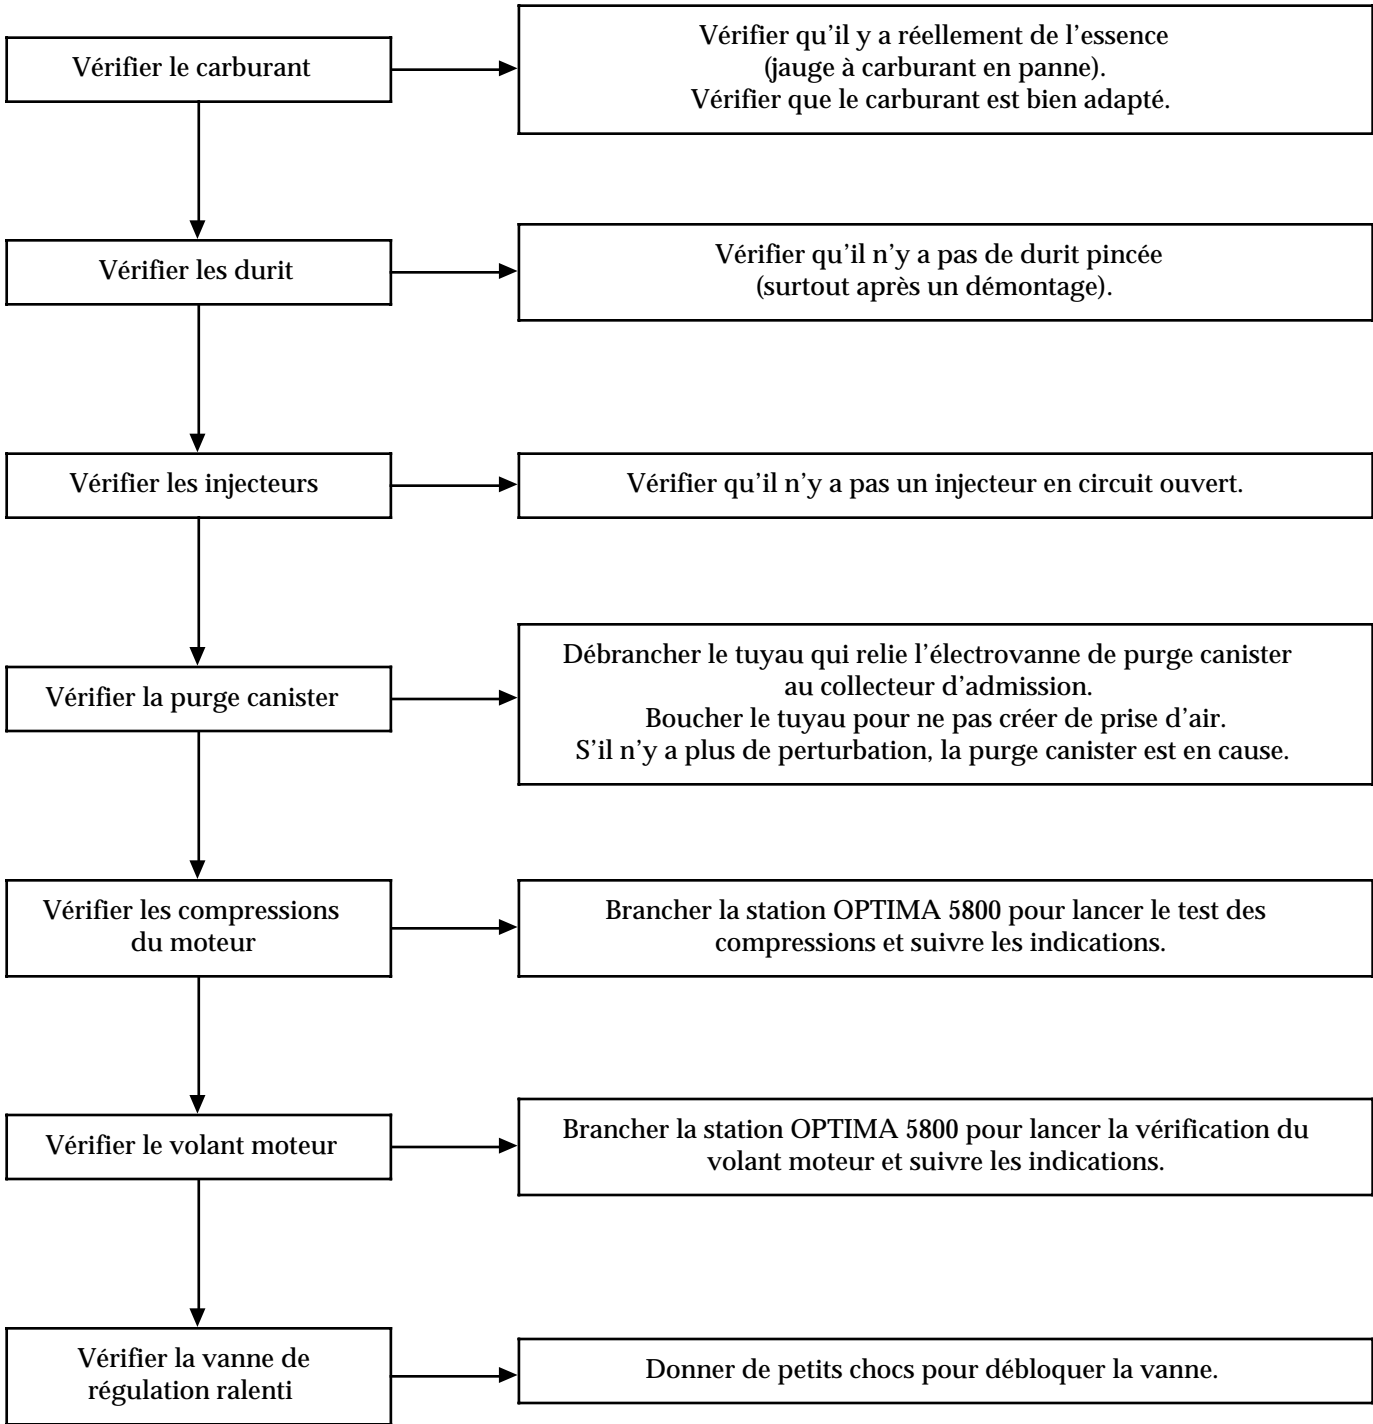 Vérifier le carburant
Vérifier qu’il y a réellement de l’essence
(jauge à carburant en panne).
Vérifier que le carburant est bien adapté.
Vérifier les durit
Vérifier qu’il n’y a pas de durit pincée
(surtout après un démontage).
Vérifier les injecteurs
Vérifier qu’il n’y a pas un injecteur en circuit ouvert.
Vérifier la purge canister
Débrancher le tuyau qui relie l’électrovanne de purge canister
au collecteur d’admission.
Boucher le tuyau pour ne pas créer de prise d’air.
S’il n’y a plus de perturbation, la purge canister est en cause.
Vérifier les compressions
du moteur
Brancher la station OPTIMA 5800 pour lancer le test des
compressions et suivre les indications.
Vérifier le volant moteur
Brancher la station OPTIMA 5800 pour lancer la vérification du
volant moteur et suivre les indications.
Vérifier la vanne de
régulation ralenti
Donner de petits chocs pour débloquer la vanne.